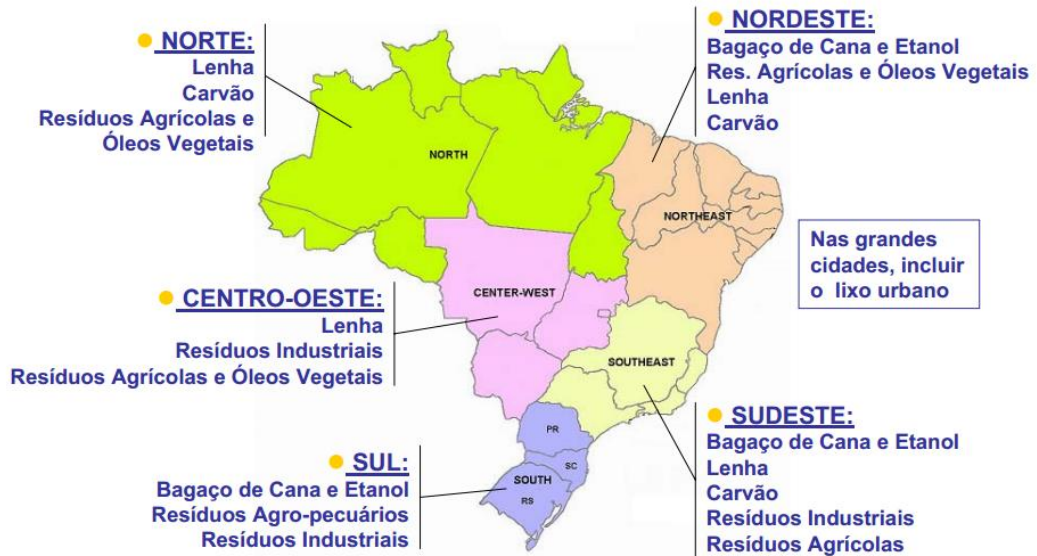 NORTE:
Lenha
Carvão
Resíduos Agrícolas e
Óleos Vegetais
NORDESTE:
Bagaço de Cana e Etanol
Res. Agrícolas e Óleos Vegetais
Lenha
Carvão
NORTH
NORTHEAST
Nas grandes
cidades, incluir
o lixo urbano
CENTRO-OESTE:
Lenha
Resíduos Industriais
Resíduos Agrícolas e Óleos Vegetais
CENTER-WEST
SOUTHEAST
SUDESTE:
Bagaço de Cana e Etanol
Lenha
Carvão
Resíduos Industriais
Resíduos Agrícolas
SUL:
Bagaço de Cana e Etanol
Resíduos Agro-pecuários
Resíduos Industriais
PR
SC
SOUTH
RS